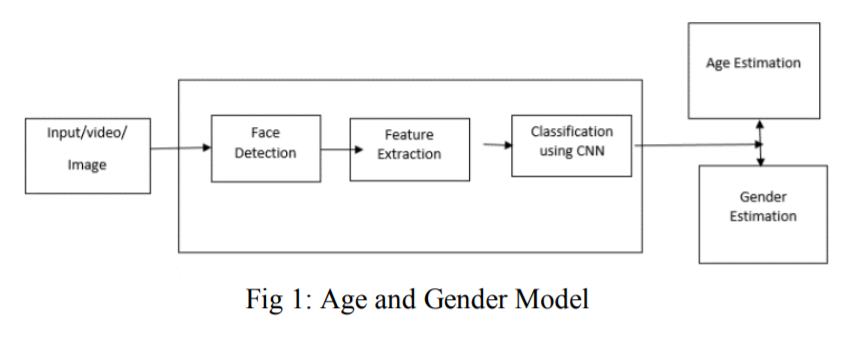 Age Estimation
Input/video/
Image
Face
Detection
Feature
Extraction
Classification
using CNN
Gender
Estimation
Fig 1: Age and Gender Model